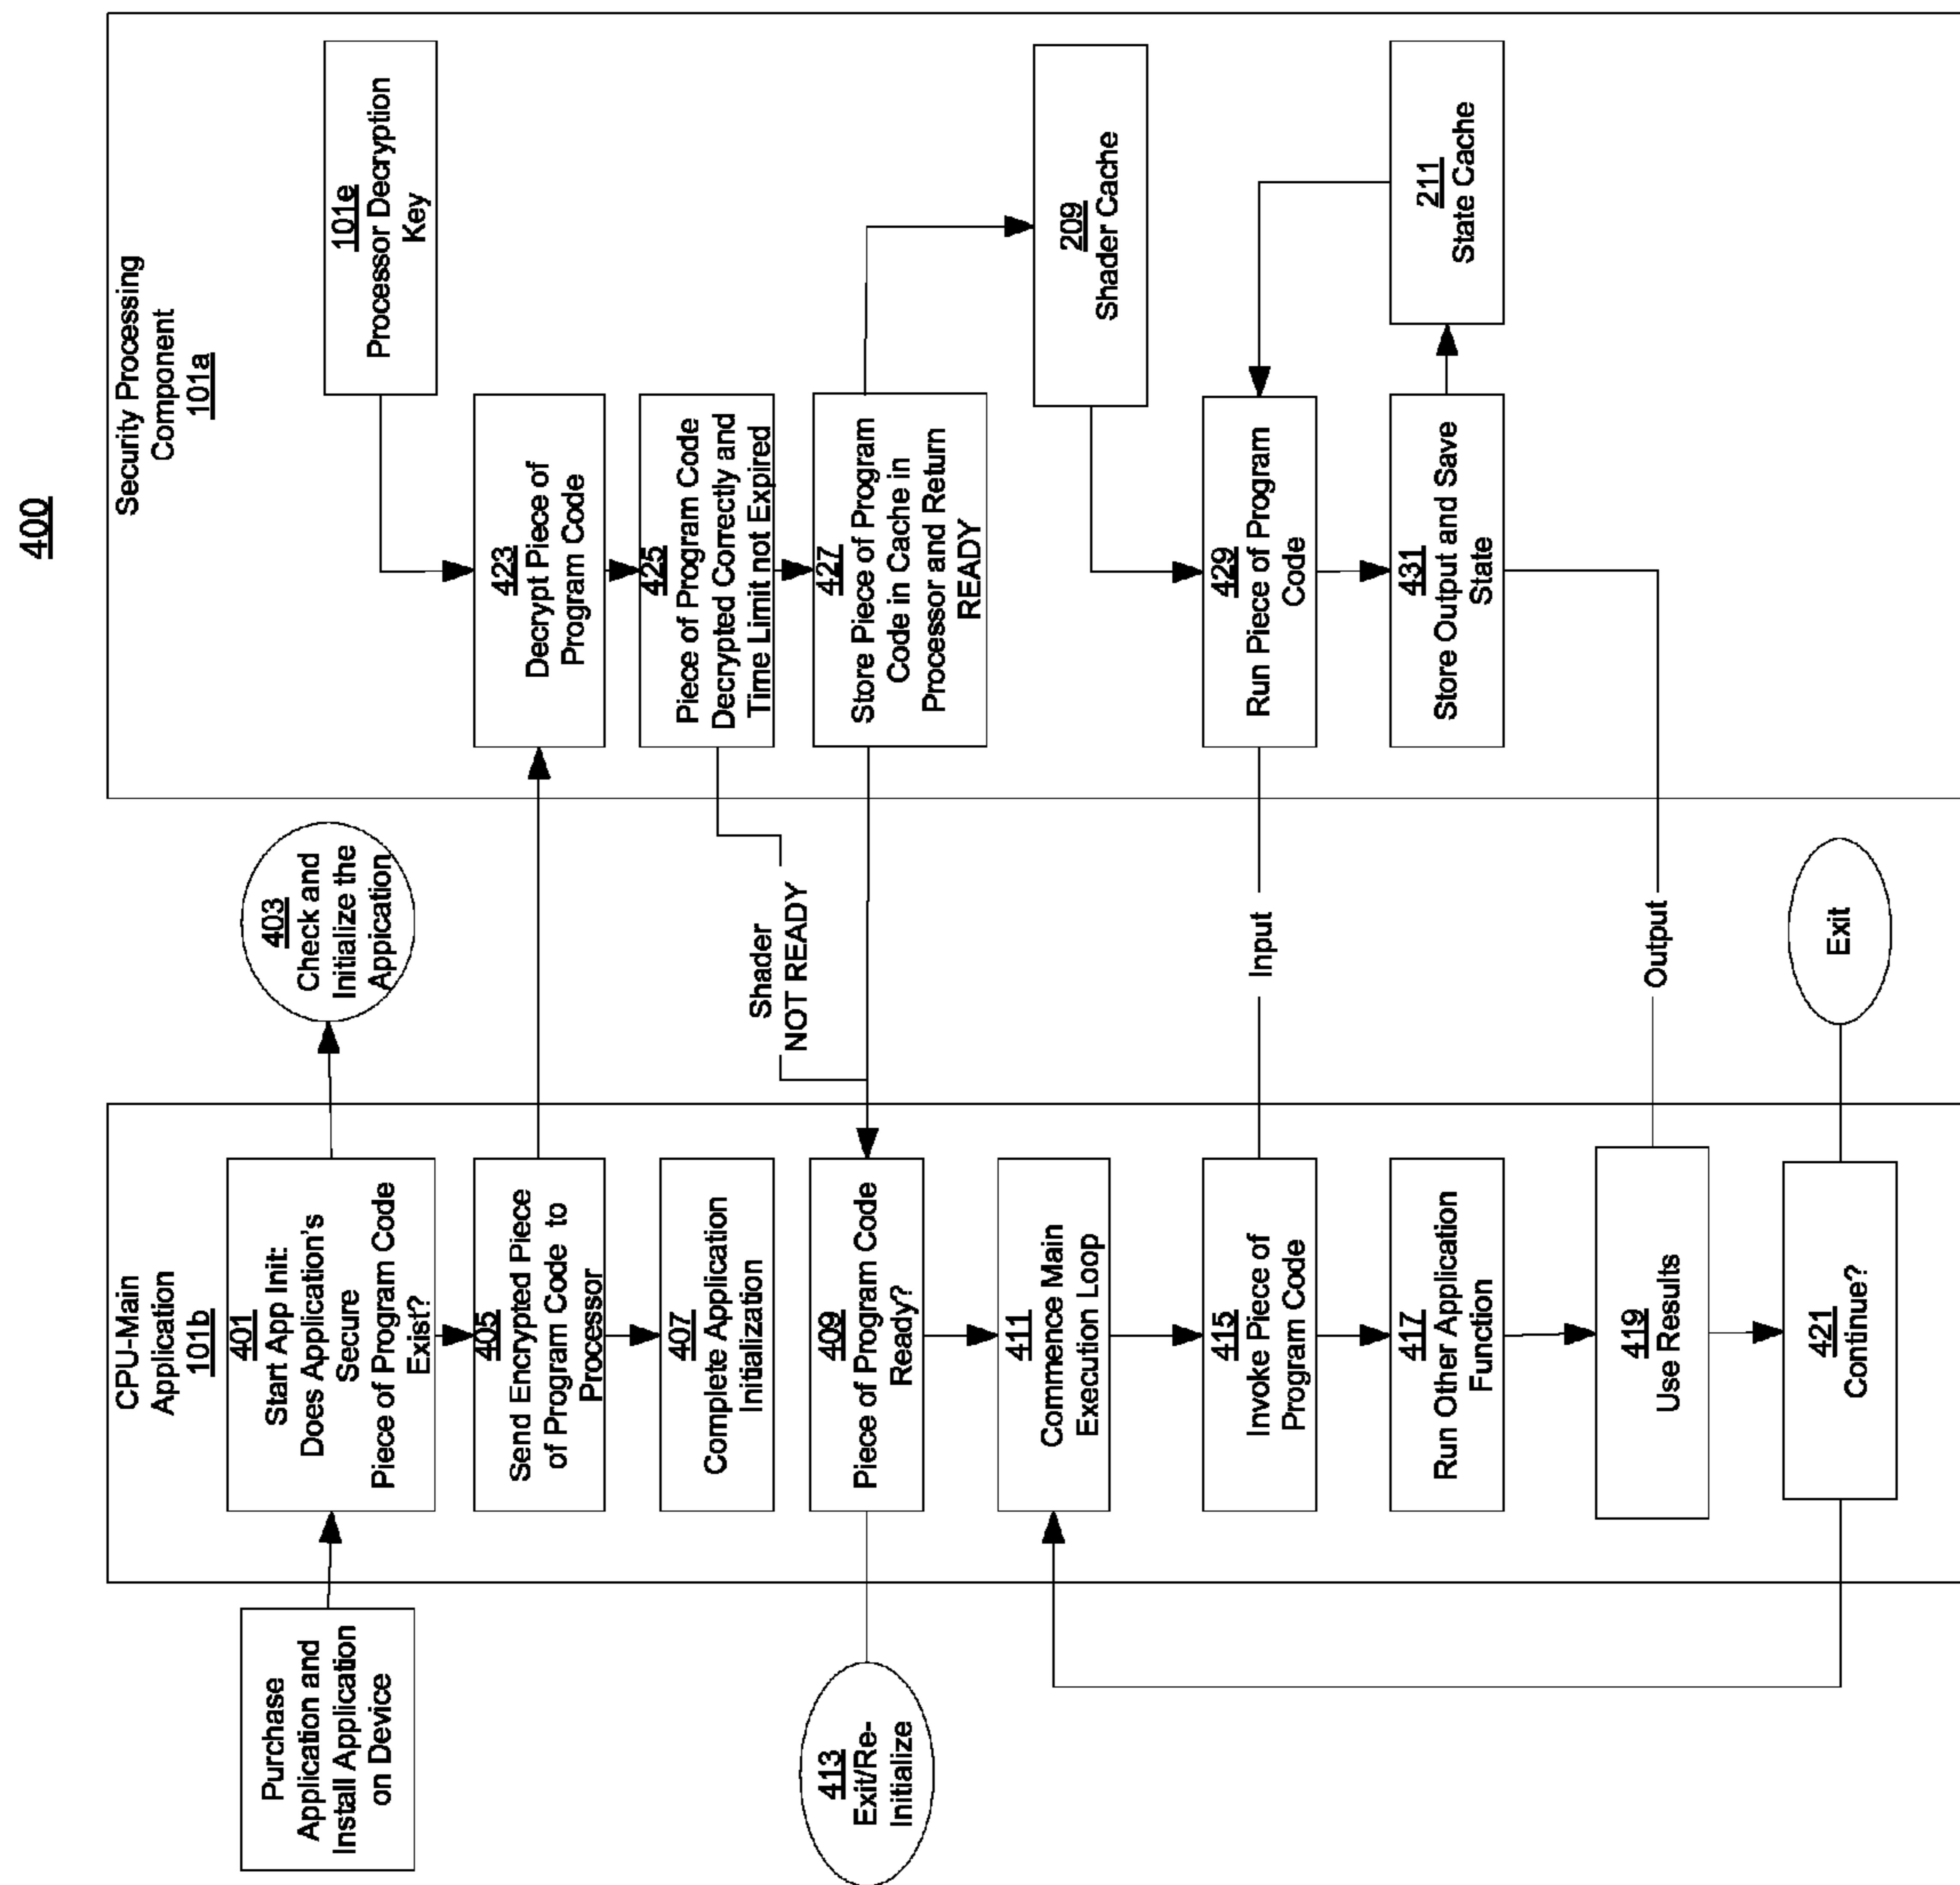 400
Security Processing
Component
101a
101e
Processor Decryption
Key
423
Decrypt Piece of
Program Code
425
Piece of Program Code
Decrypted Correctly and
Time Limit not Expired
427
Store Piece of Program
Code in Cache in
Processor and Return
READY
209
Shader Cache
429
Run Piece of Program
Code
211
State Cache
431
Store Output and Save
State
403
Check and
Initialize the
Appication
Shader
NOT READY
Input
Output
Exit
CPU-Main
Application
101b
401
Start App Init:
Does Application's
Secure
Piece of Program Code
Exist?
405
Send Encrypted Piece
of Program Code to
Processor
407
Complete Application
Initialization
409
Piece of Program Code
Ready?
411
Commence Main
Execution Loop
415
Invoke Piece of
Program Code
417
Run Other Application
Function
419
Use Results
421
Continue?
Purchase
Application and
Install Application
on Device
413
Exit/Re-
Initialize